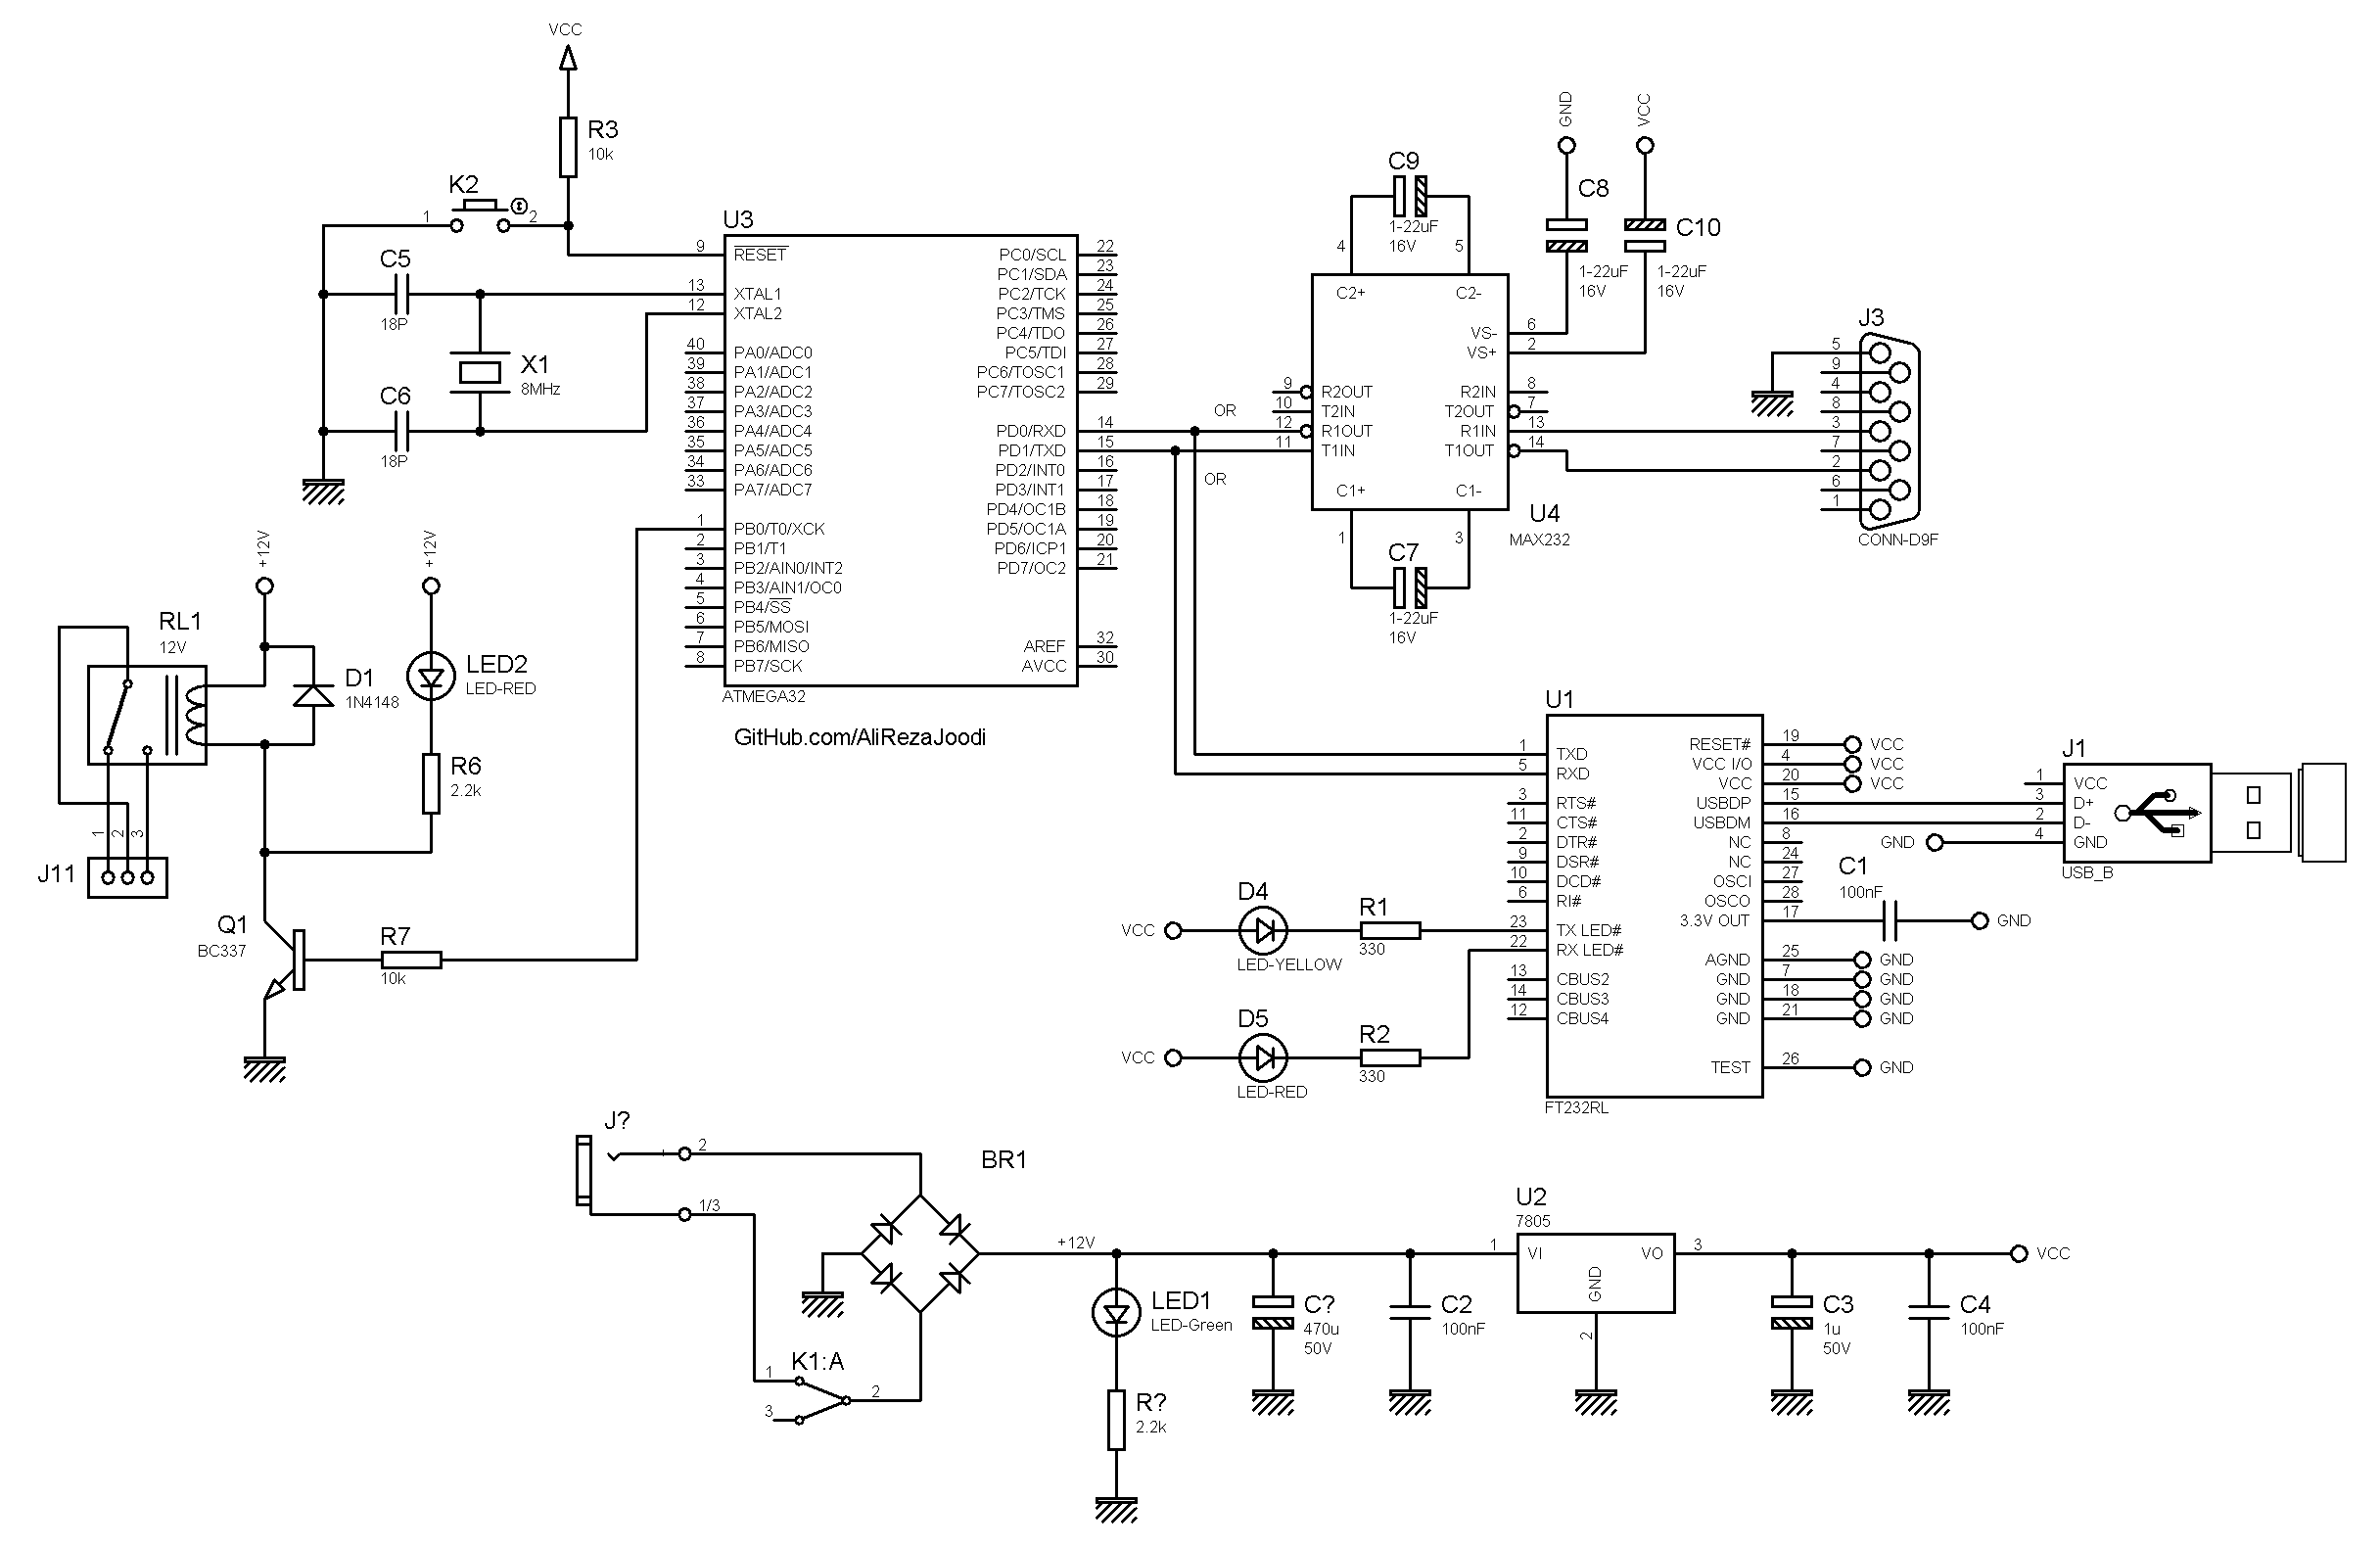 VCC
R3
10k
K2
1
2
C5
18P
X1
8MHz
C6
18P
U3
9
RESET
13
XTAL1
12
XTAL2
40
PA0/ADC0
39
PA1/ADC1
38
PA2/ADC2
37
PA3/ADC3
36
PA4/ADC4
35
PA5/ADC5
34
PA6/ADC6
33
PA7/ADC7
1
PB0/T0/XCK
2
PB1/T1
3
PB2/AIN0/INT2
4
PB3/AIN1/OC0
5
PB4/SS
6
PB5/MOSI
7
PB6/MISO
8
PB7/SCK
PC0/SCL
22
PC1/SDA
23
PC2/TCK
24
PC3/TMS
25
PC4/TDO
26
PC5/TDI
27
PC6/TOSC1
28
PC7/TOSC2
29
PD0/RXD
14
PD1/TXD
15
PD2/INT0
16
PD3/INT1
17
PD4/OC1B
18
PD5/OC1A
19
PD6/ICP1
20
PD7/OC2
21
AREF
32
AVCC
30
ATMEGA32
GitHub.com/AliRezaJoodi
OR
OR
C9
1-22uF
16V
4
5
C2+
C2-
VS-
6
VS+
2
9
R2OUT
10
T2IN
12
R1OUT
11
T1IN
R2IN
8
T2OUT
7
R1IN
13
T1OUT
14
C1+
C1-
1
3
U4
MAX232
C7
1-22uF
16V
GND
C8
1-22uF
16V
VCC
C10
1-22uF
16V
J3
5
9
4
8
3
7
2
6
1
CONN-D9F
+12V
+12V
RL1
12V
D1
1N4148
LED2
LED-RED
R6
2.2k
1
2
3
J11
Q1
BC337
R7
10k
U1
1
TXD
5
RXD
3
RTS#
11
CTS#
2
DTR#
9
DSR#
10
DCD#
6
RI#
23
TX LED#
22
RX LED#
13
CBUS2
14
CBUS3
12
CBUS4
RESET#
19
VCC
VCC I/O
4
VCC
VCC
20
VCC
USBDP
15
USBDM
16
NC
8
NC
24
OSCI
27
OSCO
28
3.3V OUT
17
AGND
25
GND
GND
7
GND
GND
18
GND
GND
21
GND
TEST
26
GND
FT232RL
C1
100nF
GND
J1
1
VCC
3
D+
2
D-
GND
4
GND
USB_B
VCC
D4
LED-YELLOW
R1
330
VCC
D5
LED-RED
R2
330
J?
2
1/3
BR1
K1:A
1
2
3
+12V
LED1
LED-Green
R?
2.2k
C?
470u
50V
C2
100nF
U2
7805
1
VI
VO
3
GND
2
C3
1u
50V
C4
100nF
VCC